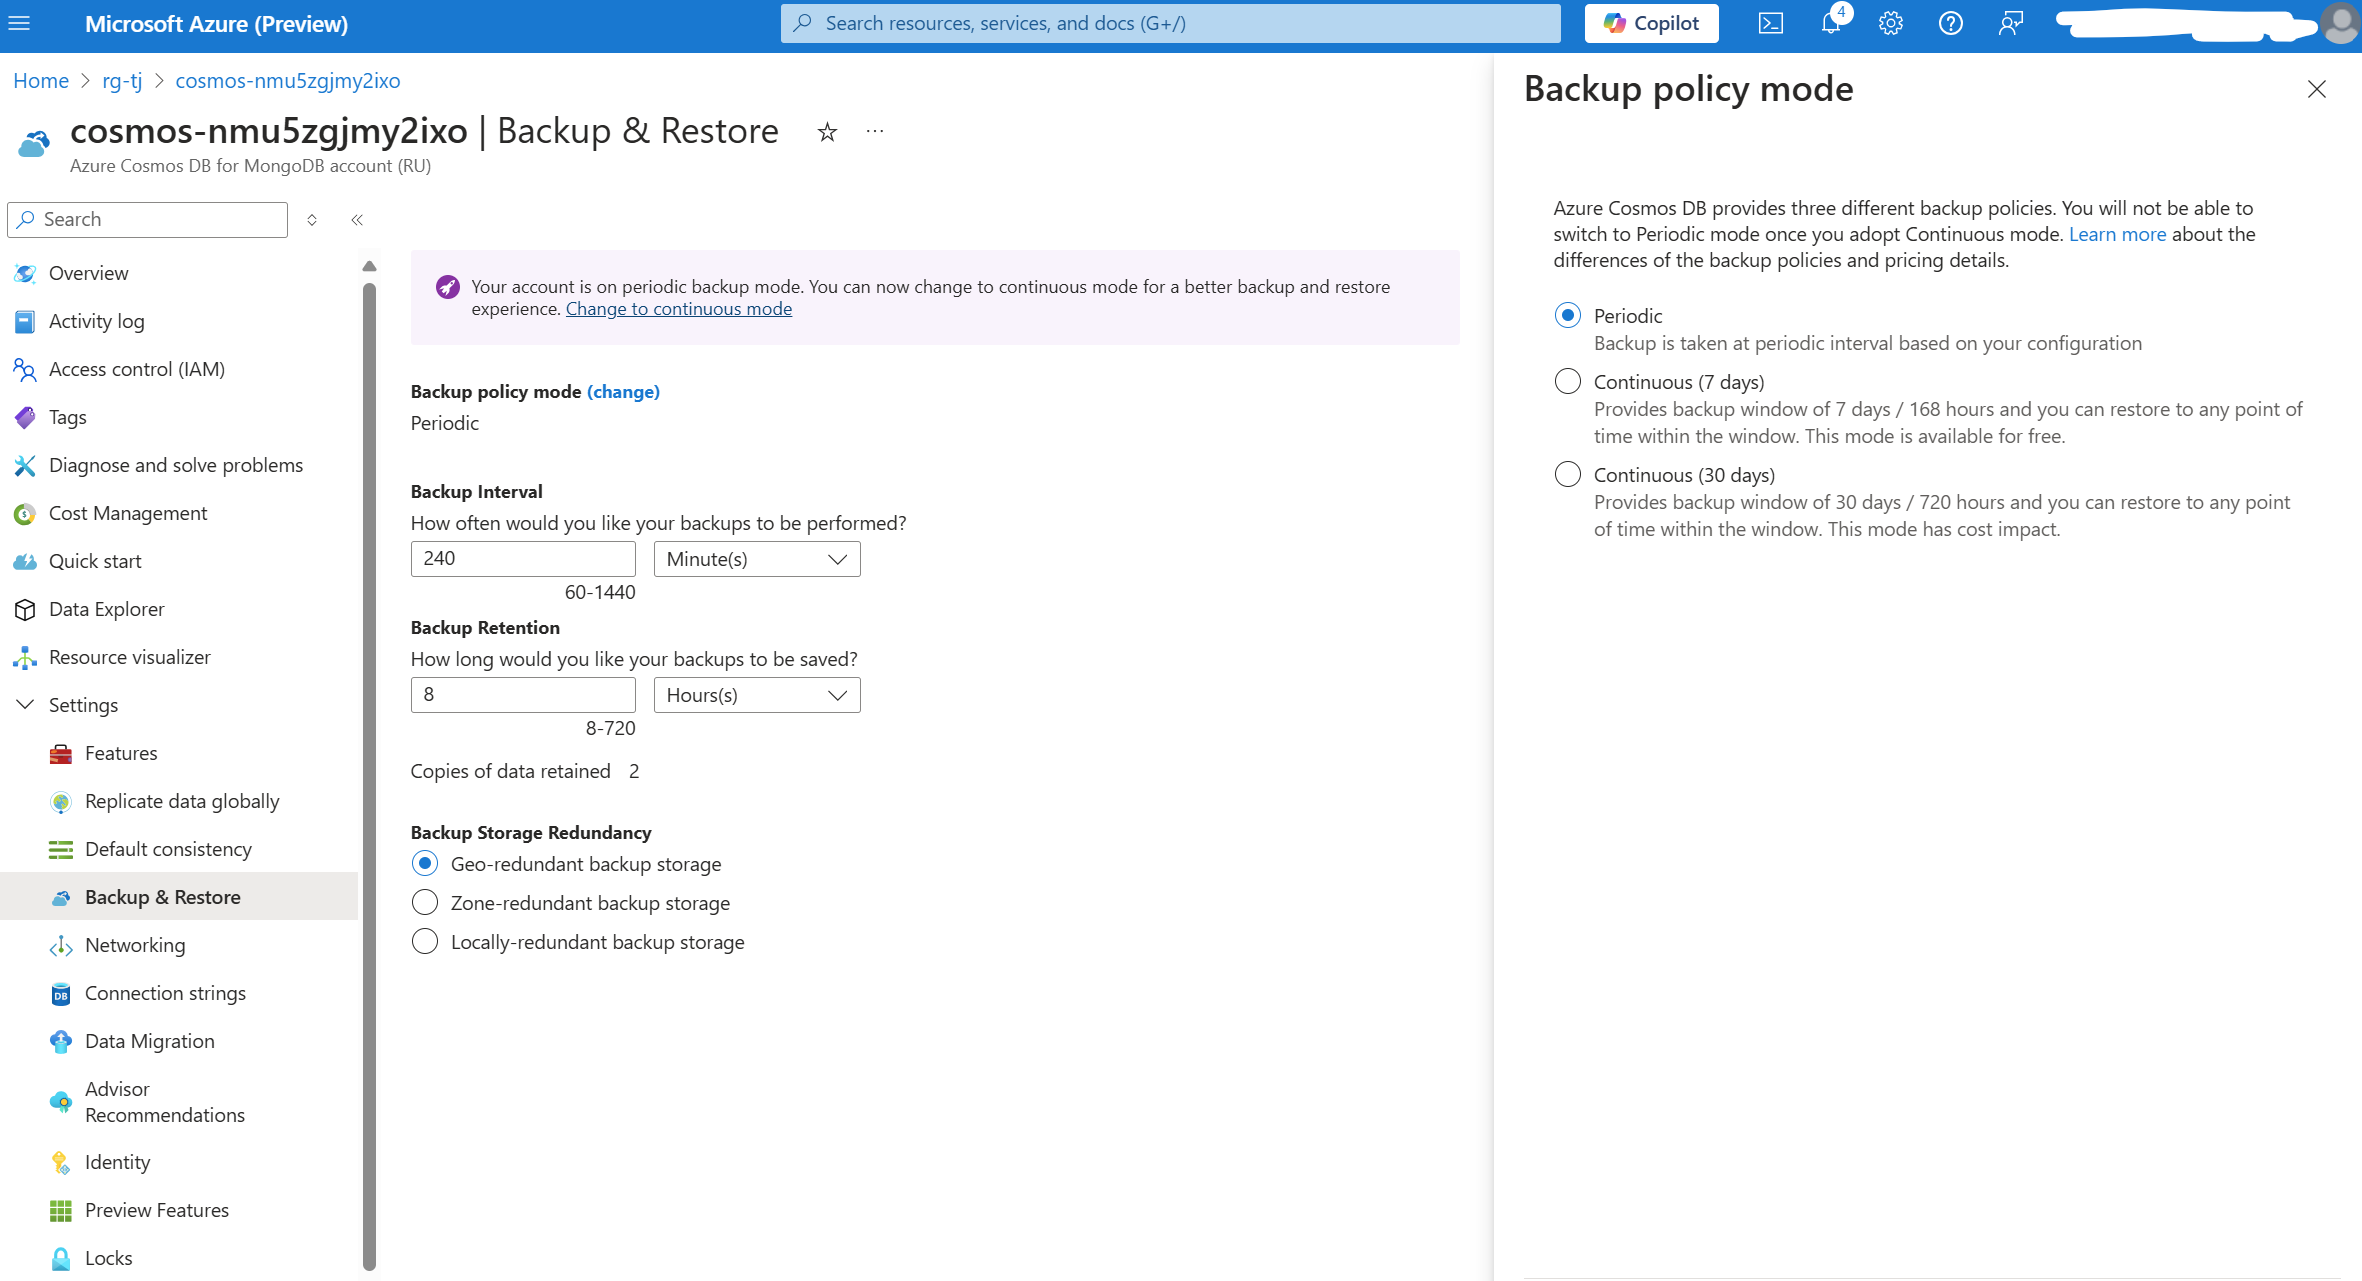 Microsoft Azure (Preview)
Search resources, services, and docs (G+/)
Copilot
4
Home > rg-tj > cosmos-nmu5zgjmy2ixo
cosmos-nmu5zgjmy2ixo | Backup & Restore
Azure Cosmos DB for MongoDB account (RU)
Search
Overview
Activity log
Access control (IAM)
Tags
Diagnose and solve problems
Cost Management
Quick start
Data Explorer
Resource visualizer
Settings
Features
Replicate data globally
Default consistency
Backup & Restore
Networking
Connection strings
Data Migration
Advisor
Recommendations
Identity
Preview Features
Locks
Your account is on periodic backup mode. You can now change to continuous mode for a better backup and restore
experience. Change to continuous mode
Backup policy mode (change)
Periodic
Backup Interval
How often would you like your backups to be performed?
240 Minute(s)
60-1440
Backup Retention
How long would you like your backups to be saved?
8 Hours(s)
8-720
Copies of data retained 2
Backup Storage Redundancy
Geo-redundant backup storage
Zone-redundant backup storage
Locally-redundant backup storage
Backup policy mode
Azure Cosmos DB provides three different backup policies. You will not be able to
switch to Periodic mode once you adopt Continuous mode. Learn more about the
differences of the backup policies and pricing details.
Periodic
Backup is taken at periodic interval based on your configuration
Continuous (7 days)
Provides backup window of 7 days / 168 hours and you can restore to any point of
time within the window. This mode is available for free.
Continuous (30 days)
Provides backup window of 30 days / 720 hours and you can restore to any point
of time within the window. This mode has cost impact.